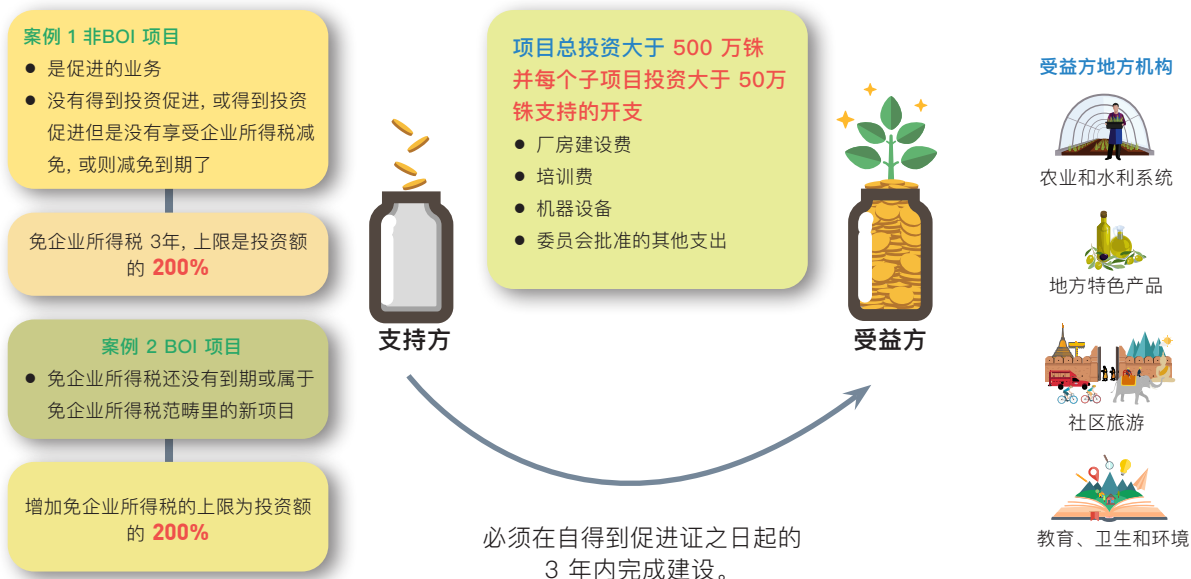 案例 1 非BOI 项目
● 是促进的业务
● 没有得到投资促进, 或得到投资
促进但是没有享受企业所得税减
免, 或则减免到期了
免企业所得税 3年, 上限是投资额
的 200%
案例 2 BOI 项目
● 免企业所得税还没有到期或属于
免企业所得税范畴里的新项目
增加免企业所得税的上限为投资额
的 200%
支持方
项目总投资大于 500 万铢
并每个子项目投资大于 50万
铢支持的开支
● 厂房建设费
● 培训费
● 机器设备
● 委员会批准的其他支出
受益方
必须在自得到促进证之日起的
3 年内完成建设。
受益方地方机构
农业和水利系统
地方特色产品
社区旅游
教育、卫生和环境